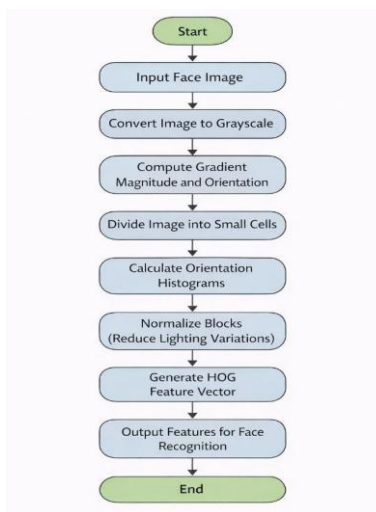 Start
Input Face Image
Convert Image to Grayscale
Compute Gradient
Magnitude and Orientation
Divide Image into Small Cells
Calculate Orientation
Histograms
Normalize Blocks
(Reduce Lighting Variations)
Generate HOG
Feature Vector
Output Features for Face
Recognition
End